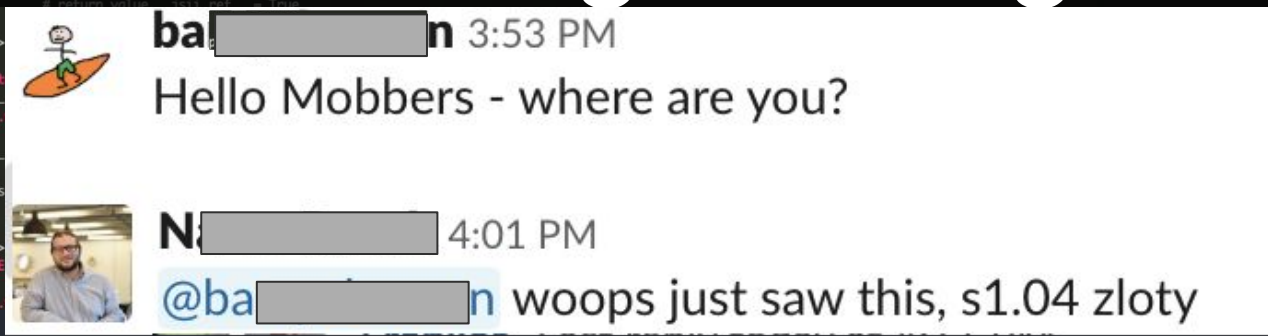 ba n 3:53 PM
Hello Mobbers - where are you?
N 4:01 PM
@ba n woops just saw this, s1.04 zloty